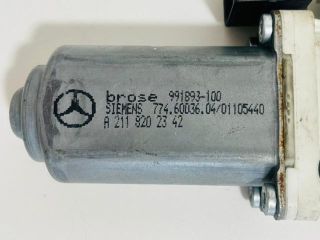 brose 991893-100
SIEMENS 774.60036.04/01105440
A 211 820 23 42